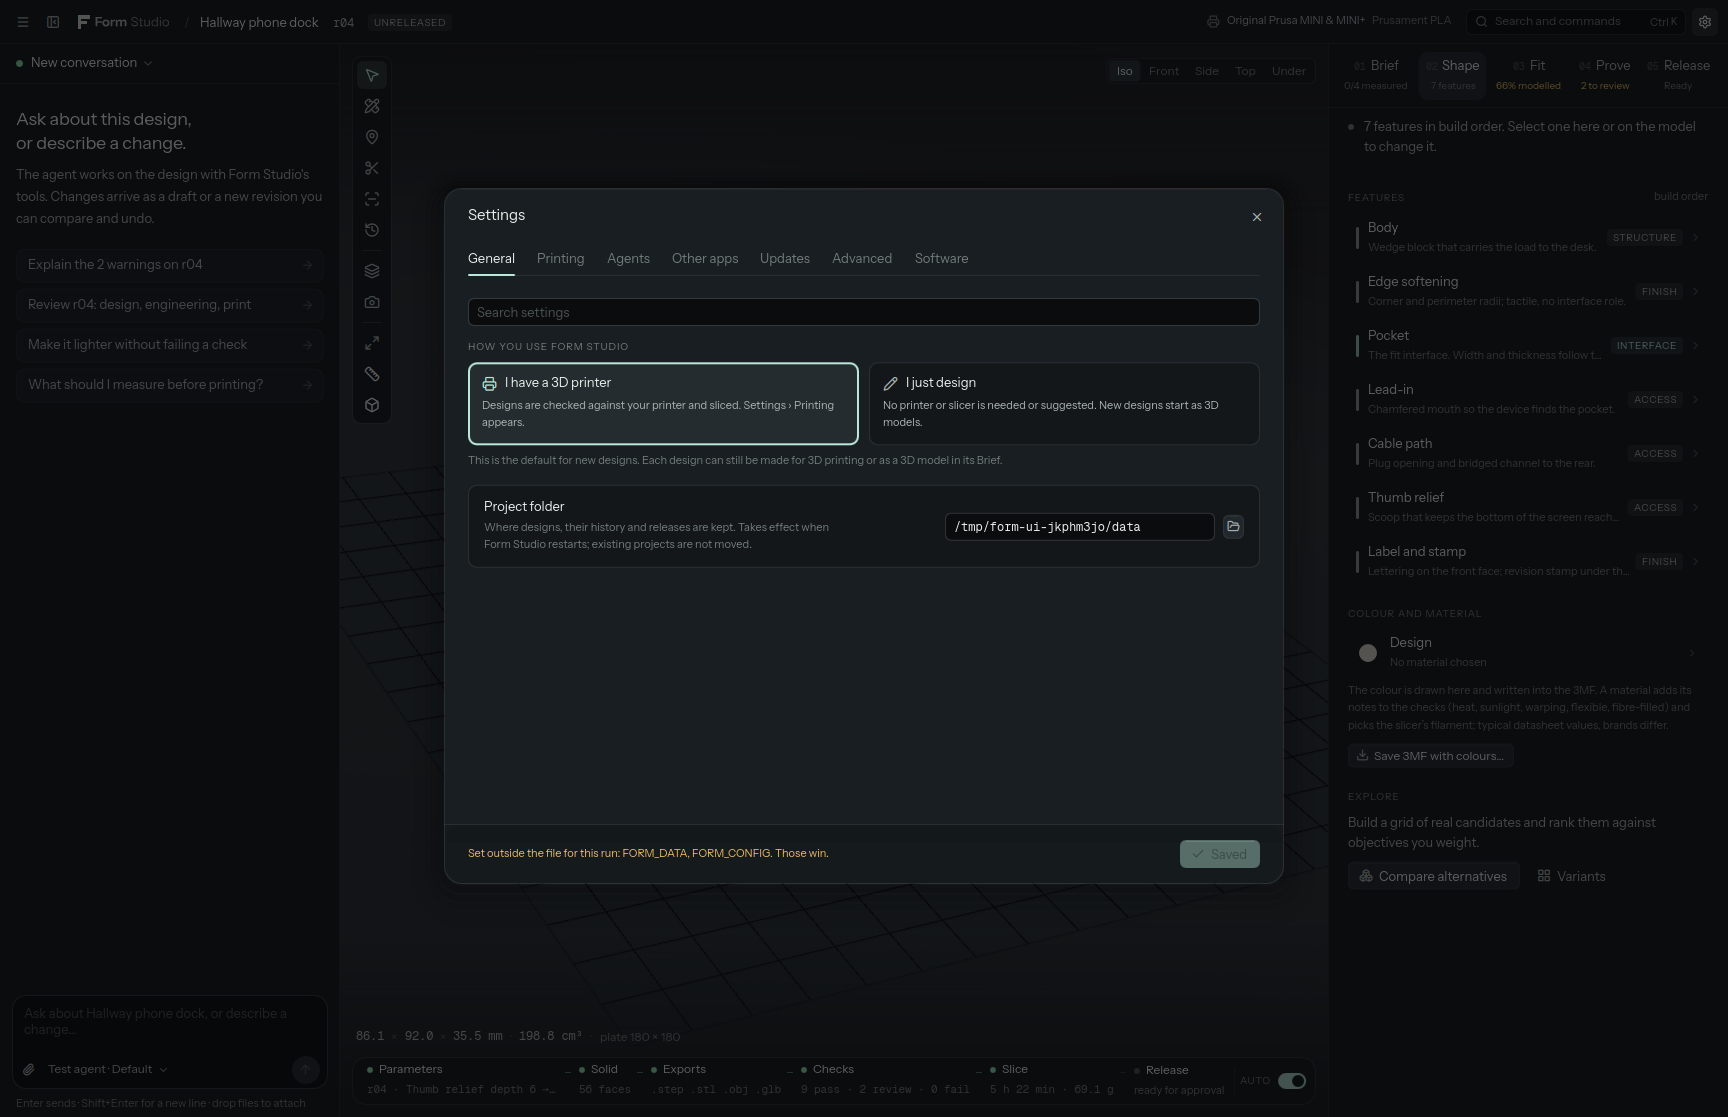 Form Studio / Hallway phone dock r04 UNRELEASED
Original Prusa MINI & MINI+ Prusament PLA
Search and commands Ctrl K
New conversation
Ask about this design,
or describe a change.
The agent works on the design with Form Studio's
tools. Changes arrive as a draft or a new revision you
can compare and undo.
Explain the 2 warnings on r04
Review r04: design, engineering, print
Make it lighter without failing a check
What should I measure before printing?
Ask about Hallway phone dock, or describe a
change...
Test agent · Default
Enter sends · Shift+Enter for a new line · drop files to attach
Iso Front Side Top Under
Settings
General Printing Agents Other apps Updates Advanced Software
Search settings
HOW YOU USE FORM STUDIO
I have a 3D printer
Designs are checked against your printer and sliced. Settings › Printing
appears.
I just design
No printer or slicer is needed or suggested. New designs start as 3D
models.
This is the default for new designs. Each design can still be made for 3D printing or as a 3D model in its Brief.
Project folder
Where designs, their history and releases are kept. Takes effect when
Form Studio restarts; existing projects are not moved.
/tmp/form-ui-jkphm3jo/data
Set outside the file for this run: FORM_DATA, FORM_CONFIG. Those win.
Saved
86.1 × 92.0 × 35.5 mm · 198.8 cm³ · plate 180 × 180
Parameters
r04 · Thumb relief depth 6 →…
Solid
56 faces
Exports
.step .stl .obj .glb
Checks
9 pass · 2 review · 0 fail
Slice
5 h 22 min · 69.1 g
Release
ready for approval
AUTO
01 Brief
0/4 measured
02 Shape
7 features
03 Fit
66% modelled
04 Prove
2 to review
05 Release
Ready
7 features in build order. Select one here or on the model
to change it.
FEATURES build order
Body
Wedge block that carries the load to the desk.
STRUCTURE
Edge softening
Corner and perimeter radii; tactile, no interface role.
FINISH
Pocket
The fit interface. Width and thickness follow t…
INTERFACE
Lead-in
Chamfered mouth so the device finds the pocket.
ACCESS
Cable path
Plug opening and bridged channel to the rear.
ACCESS
Thumb relief
Scoop that keeps the bottom of the screen reach…
ACCESS
Label and stamp
Lettering on the front face; revision stamp under th…
FINISH
COLOUR AND MATERIAL
Design
No material chosen
The colour is drawn here and written into the 3MF. A material adds its
notes to the checks (heat, sunlight, warping, flexible, fibre-filled) and
picks the slicer's filament; typical datasheet values, brands differ.
Save 3MF with colours…
EXPLORE
Build a grid of real candidates and rank them against
objectives you weight.
Compare alternatives Variants